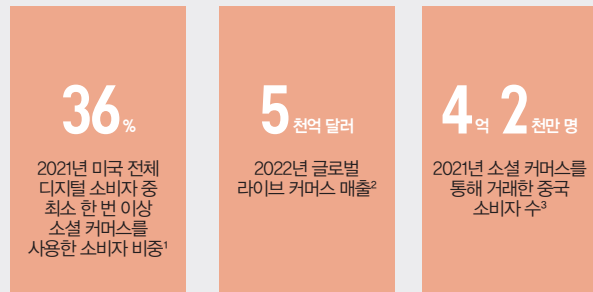 36%
2021년 미국 전체
디지털 소비자 중
최소 한 번 이상
소셜 커머스를
사용한 소비자 비중¹
5천억 달러
2022년 글로벌
라이브 커머스 매출²
4억 2천만 명
2021년 소셜 커머스를
통해 거래한 중국
소비자 수³